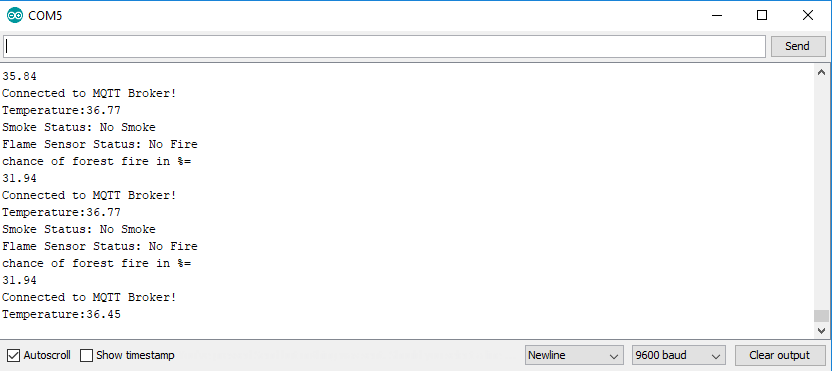 COM5
Send
35.84
Connected to MQTT Broker!
Temperature:36.77
Smoke Status: No Smoke
Flame Sensor Status: No Fire
chance of forest fire in %=
31.94
Connected to MQTT Broker!
Temperature:36.77
Smoke Status: No Smoke
Flame Sensor Status: No Fire
chance of forest fire in %=
31.94
Connected to MQTT Broker!
Temperature:36.45
Autoscroll Show timestamp Newline 9600 baud Clear output